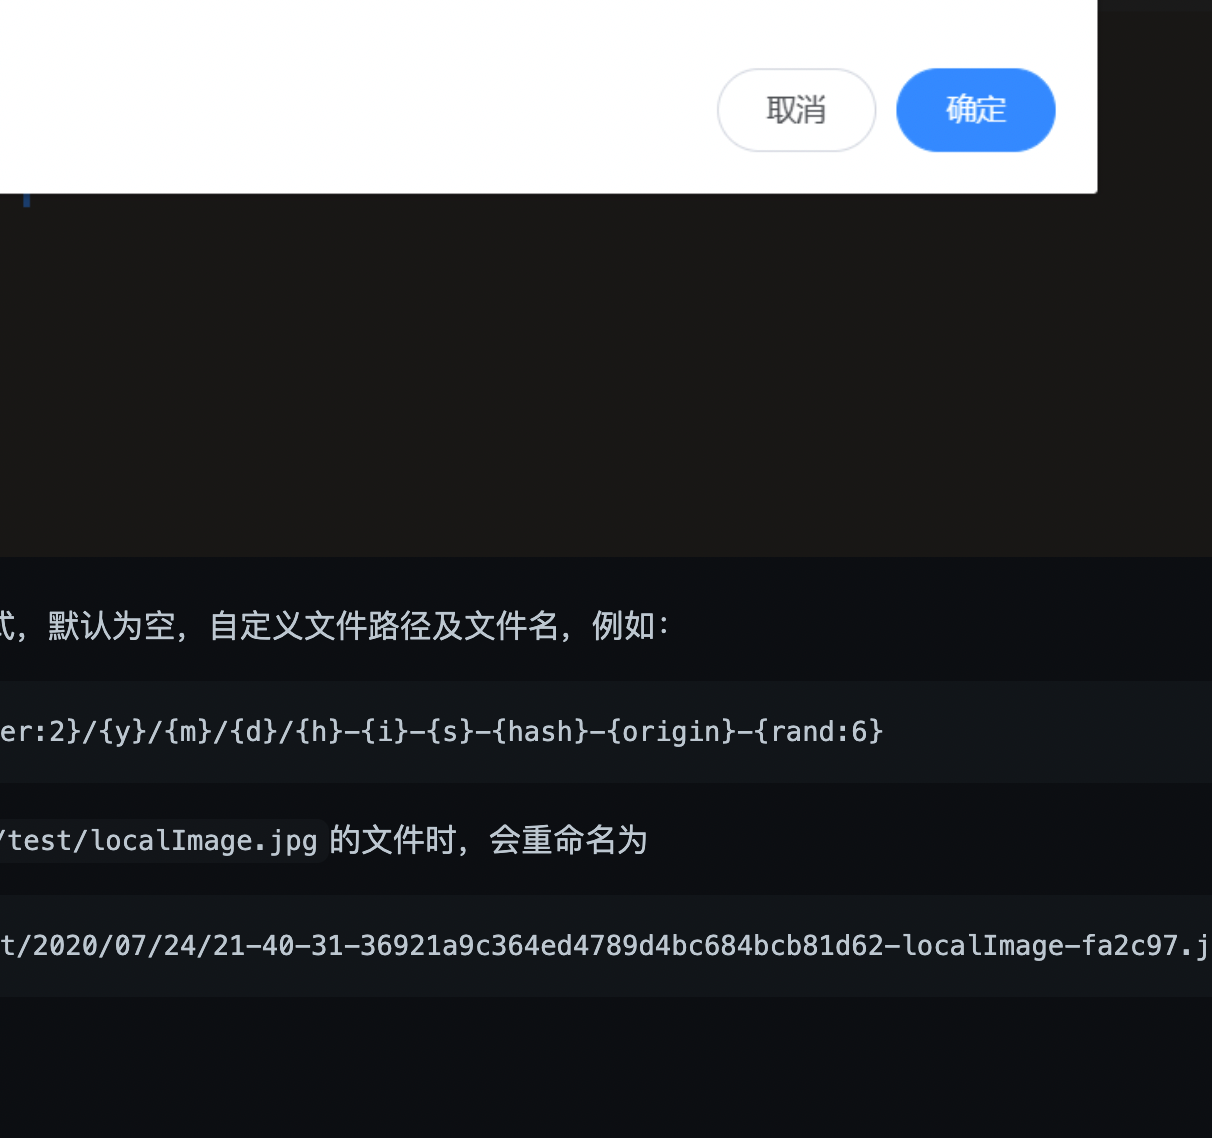 取消
确定
式，默认为空，自定义文件路径及文件名，例如：
er:2}/{y}/{m}/{d}/{h}-{i}-{s}-{hash}-{origin}-{rand:6}
/test/localImage.jpg 的文件时，会重命名为
t/2020/07/24/21-40-31-36921a9c364ed4789d4bc684bcb81d62-localImage-fa2c97.j